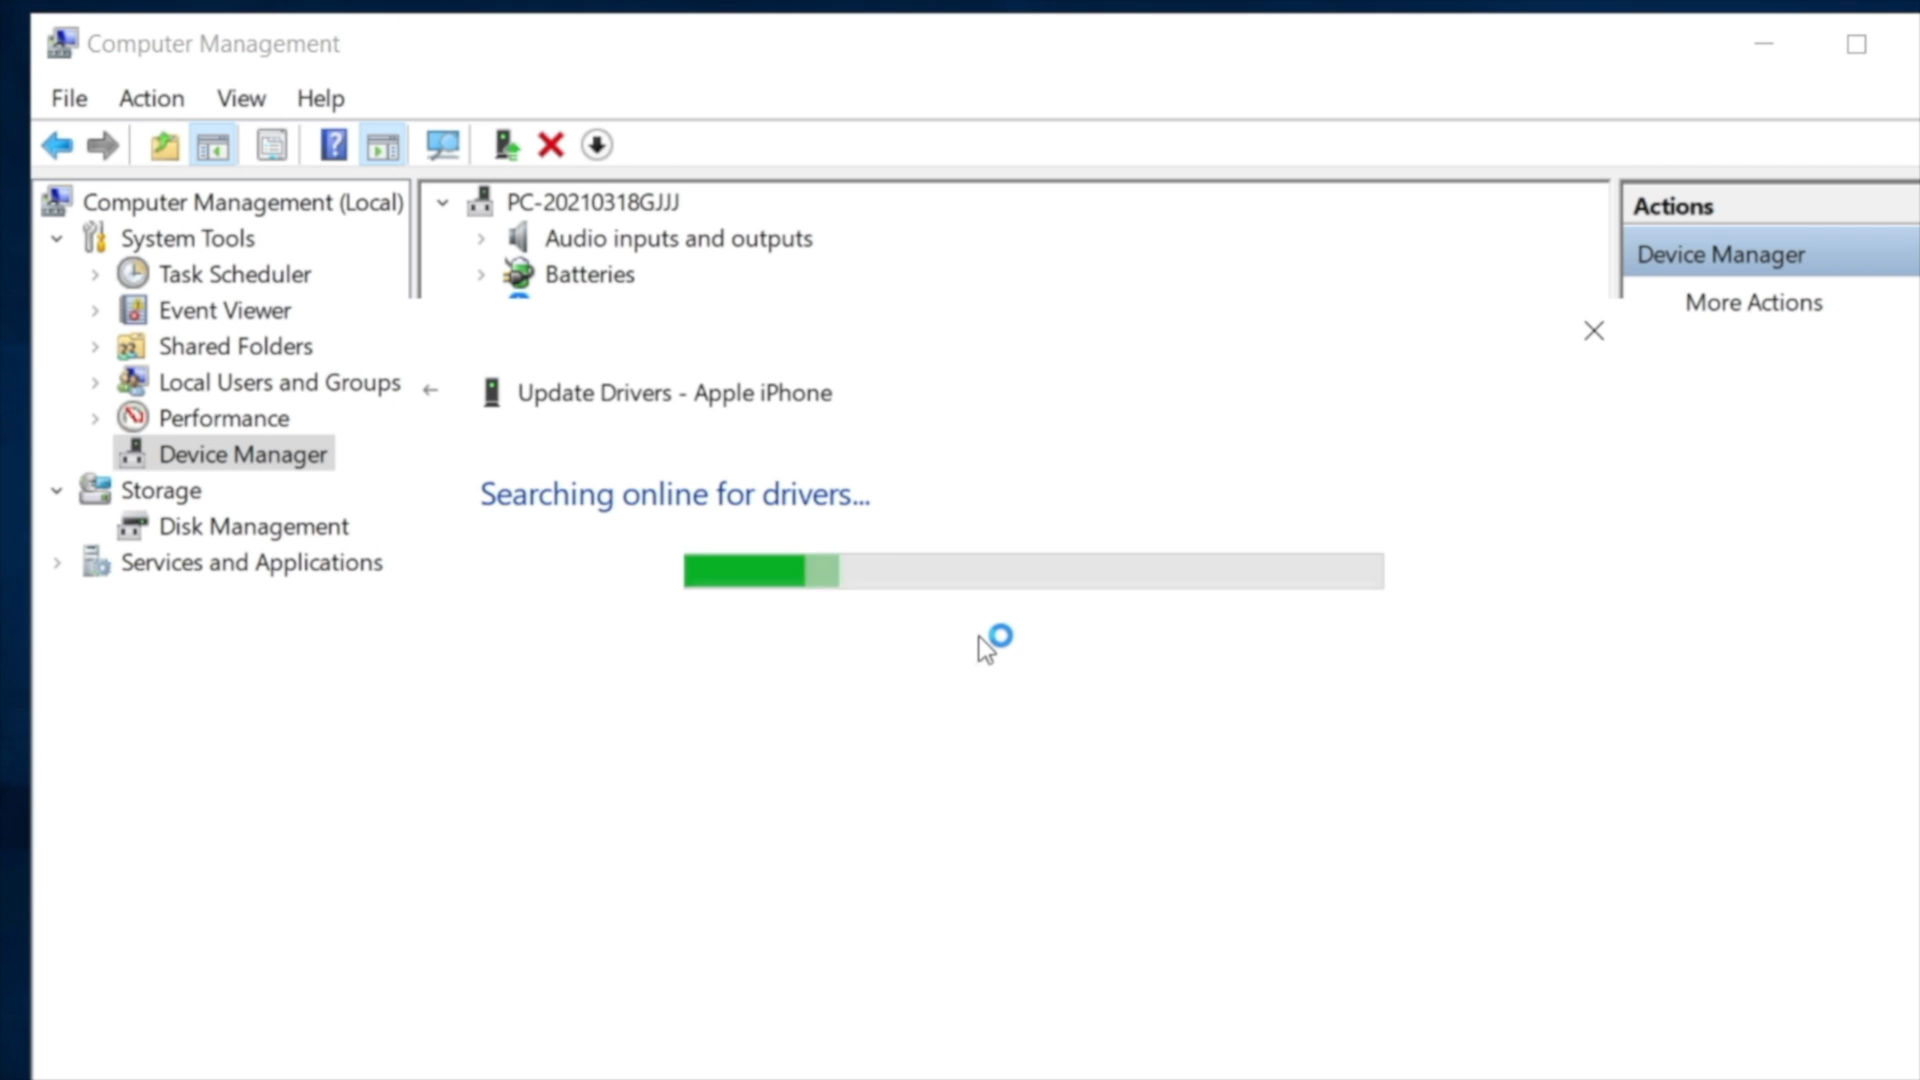 Computer Management
File Action View Help
Computer Management (Local)
System Tools
Task Scheduler
Event Viewer
Shared Folders
Local Users and Groups
Performance
Device Manager
Storage
Disk Management
Services and Applications
PC-20210318GJJJ
Audio inputs and outputs
Batteries
Update Drivers - Apple iPhone
Searching online for drivers...
Actions
Device Manager
More Actions